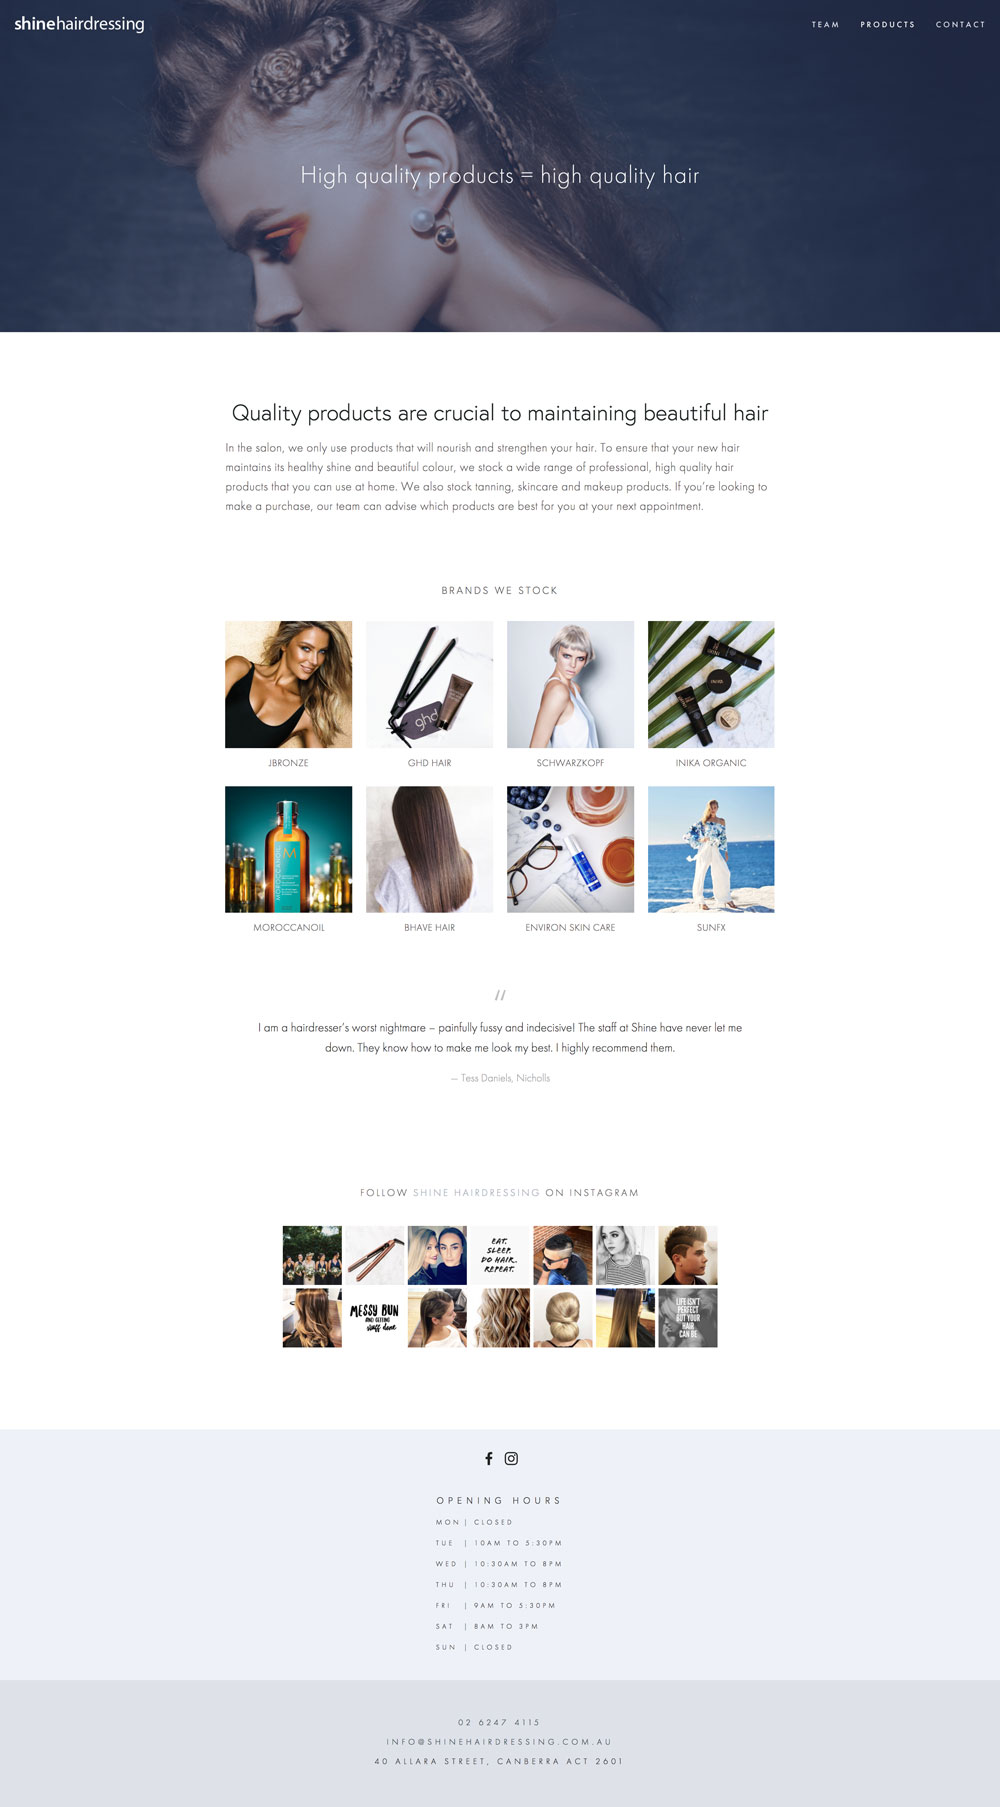 shinehairdressing
TEAM PRODUCTS CONTACT
High quality products = high quality hair
Quality products are crucial to maintaining beautiful hair
In the salon, we only use products that will nourish and strengthen your hair. To ensure that your new hair
maintains its healthy shine and beautiful colour, we stock a wide range of professional, high quality hair
products that you can use at home. We also stock tanning, skincare and makeup products. If you're looking to
make a purchase, our team can advise which products are best for you at your next appointment.
BRANDS WE STOCK
ghd
JBRONZE
GHD HAIR
SCHWARZKOPF
INIKA ORGANIC
M
MOROCCANOIL
MOROCCANOIL
BHAVE HAIR
ENVIRON SKIN CARE
SUNFX
"
I am a hairdresser's worst nightmare – painfully fussy and indecisive! The staff at Shine have never let me
down. They know how to make me look my best. I highly recommend them.
— Tess Daniels, Nicholls
FOLLOW SHINE HAIRDRESSING ON INSTAGRAM
EAT.
SLEEP.
DO HAIR.
REPEAT.
MESSY BUN
AND GETTING
stuff done
LIFE ISN'T
PERFECT
BUT YOUR
HAIR
CAN BE
OPENING HOURS
MON | CLOSED
TUE | 10AM TO 5:30PM
WED | 10:30AM TO 8PM
THU | 10:30AM TO 8PM
FRI | 9AM TO 5:30PM
SAT | 8AM TO 3PM
SUN | CLOSED
02 6247 4115
INFO@SHINEHAIRDRESSING.COM.AU
40 ALLARA STREET, CANBERRA ACT 2601